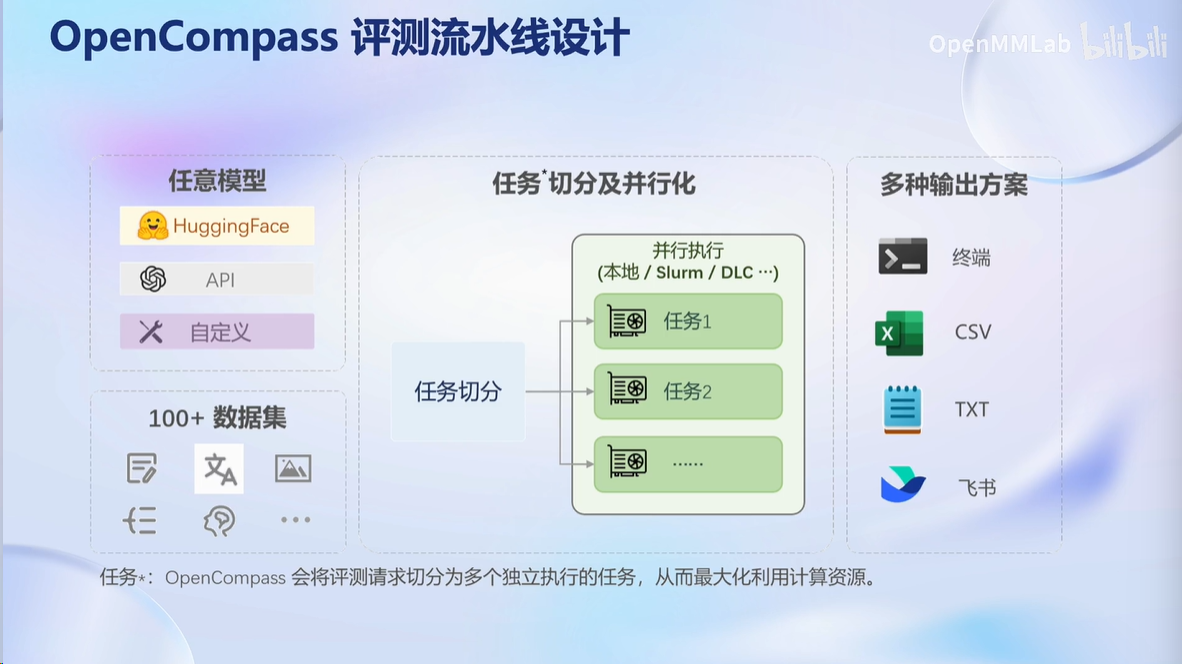 OpenCompass 评测流水线设计
OpenMMLab bilibili
任意模型
HuggingFace
API
自定义
100+ 数据集
文A
任务*切分及并行化
任务切分
并行执行
(本地 / Slurm / DLC ···)
任务1
任务2
······
多种输出方案
终端
X
CSV
TXT
飞书
任务*：OpenCompass 会将评测请求切分为多个独立执行的任务，从而最大化利用计算资源。